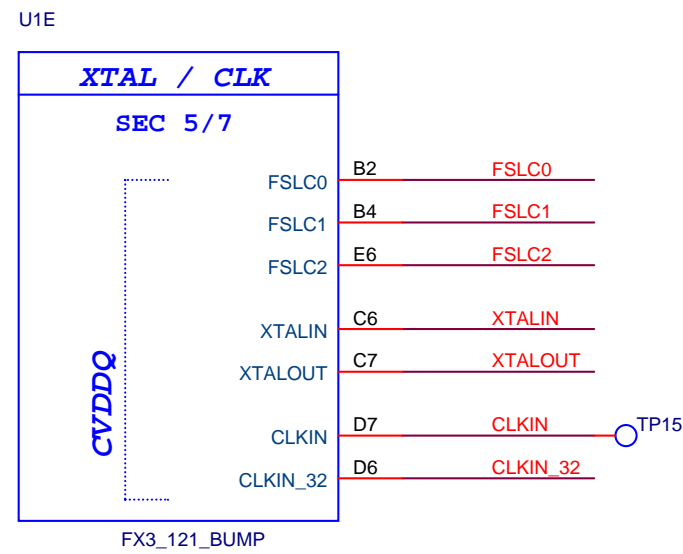 U1E
XTAL / CLK
SEC 5/7
FSLC0 B2 FSLC0
FSLC1 B4 FSLC1
FSLC2 E6 FSLC2
XTALIN C6 XTALIN
XTALOUT C7 XTALOUT
CVDDQ
CLKIN D7 CLKIN TP15
CLKIN_32 D6 CLKIN_32
FX3_121_BUMP